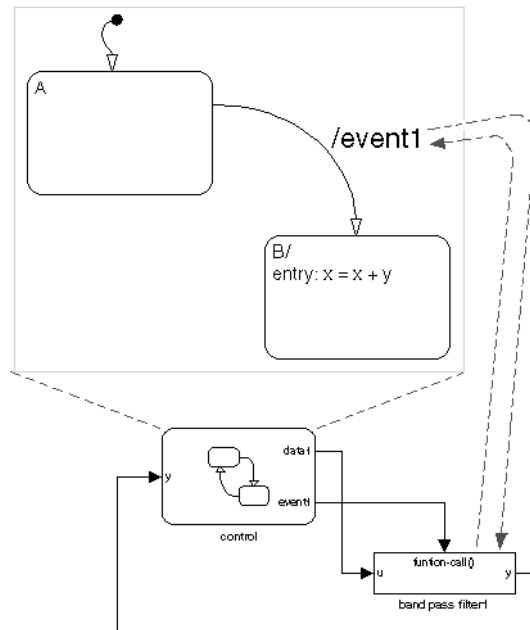 A
/event1
B/
entry: x = x + y
data1
y
event1
control
funtion-call()
u
y
band pass filter1